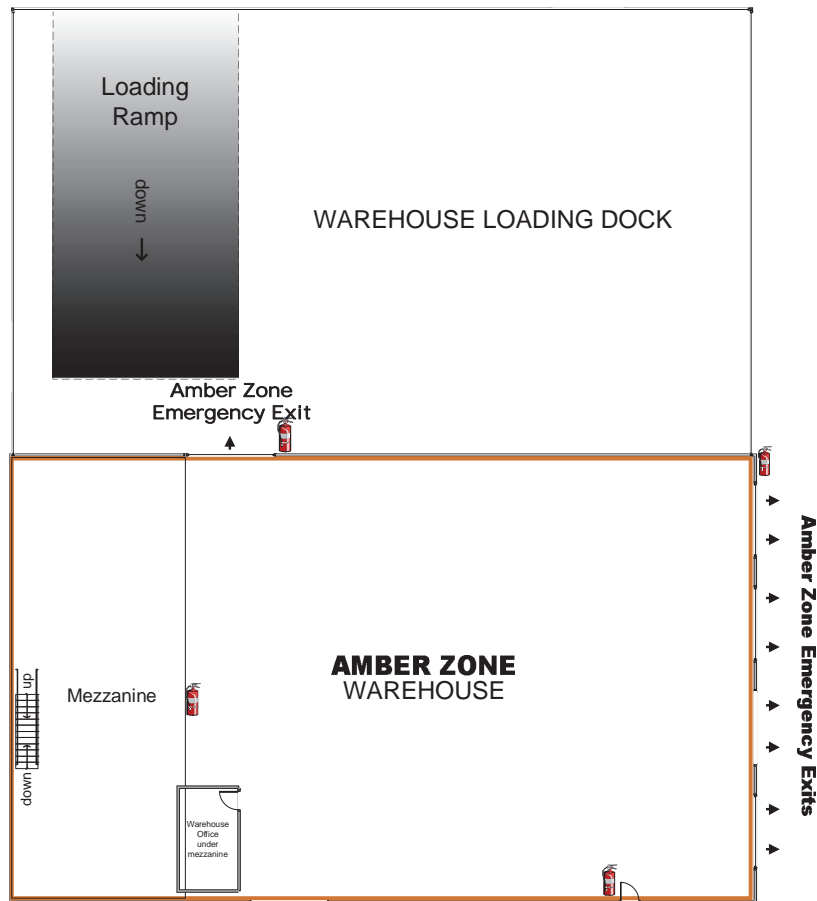 Loading
Ramp
down
WAREHOUSE LOADING DOCK
Amber Zone
Emergency Exit
Amber Zone Emergency Exits
AMBER ZONE
WAREHOUSE
Mezzanine
up
down
Warehouse
Office
under
mezzanine